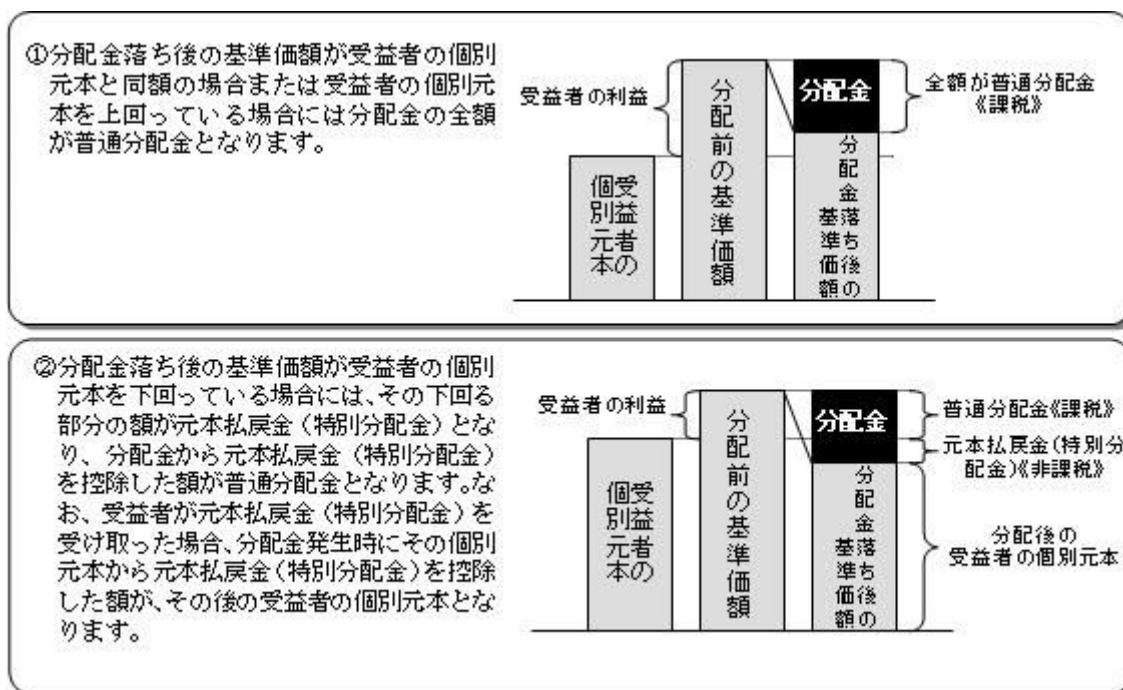 ①分配金落ち後の基準価額が受益者の個別
元本と同額の場合または受益者の個別元
本を上回っている場合には分配金の全額
が普通分配金となります。
受益者の利益
受益者の
個別元本
分配前の基準価額
分配金
分配金落ち後の
基準価額
全額が普通分配金
《課税》
②分配金落ち後の基準価額が受益者の個別
元本を下回っている場合には、その下回る
部分の額が元本払戻金(特別分配金)とな
り、分配金から元本払戻金(特別分配金)
を控除した額が普通分配金となります。な
お、受益者が元本払戻金(特別分配金)を
受け取った場合、分配金発生時にその個別
元本から元本払戻金(特別分配金)を控除
した額が、その後の受益者の個別元本とな
ります。
受益者の利益
受益者の
個別元本
分配前の基準価額
分配金
分配金落ち後の
基準価額
普通分配金《課税》
元本払戻金(特別分
配金)《非課税》
分配後の
受益者の個別元本